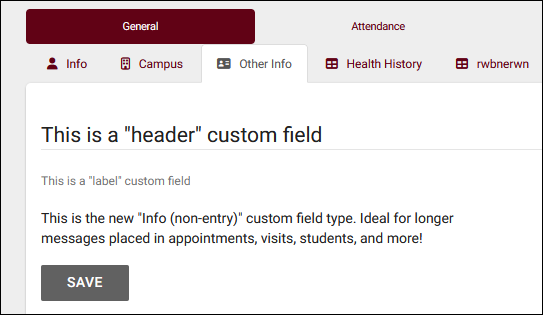 General
Attendance
Info
Campus
Other Info
Health History
rwbnerwn
This is a "header" custom field
This is a "label" custom field
This is the new "Info (non-entry)" custom field type. Ideal for longer
messages placed in appointments, visits, students, and more!
SAVE